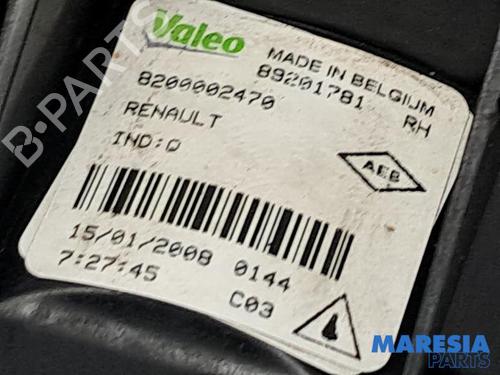 Valeo
MADE IN BELGIUM
8200002470
89201781
RH
RENAULT
IND:0
AEB
15/01/2008 0144
7:27:45
C03
B-PARTS
MARESIA
PARTS